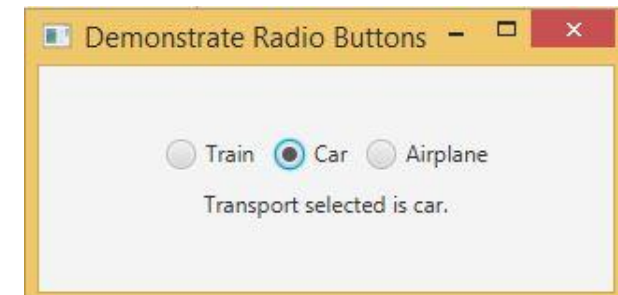 Demonstrate Radio Buttons
Train Car Airplane
Transport selected is car.